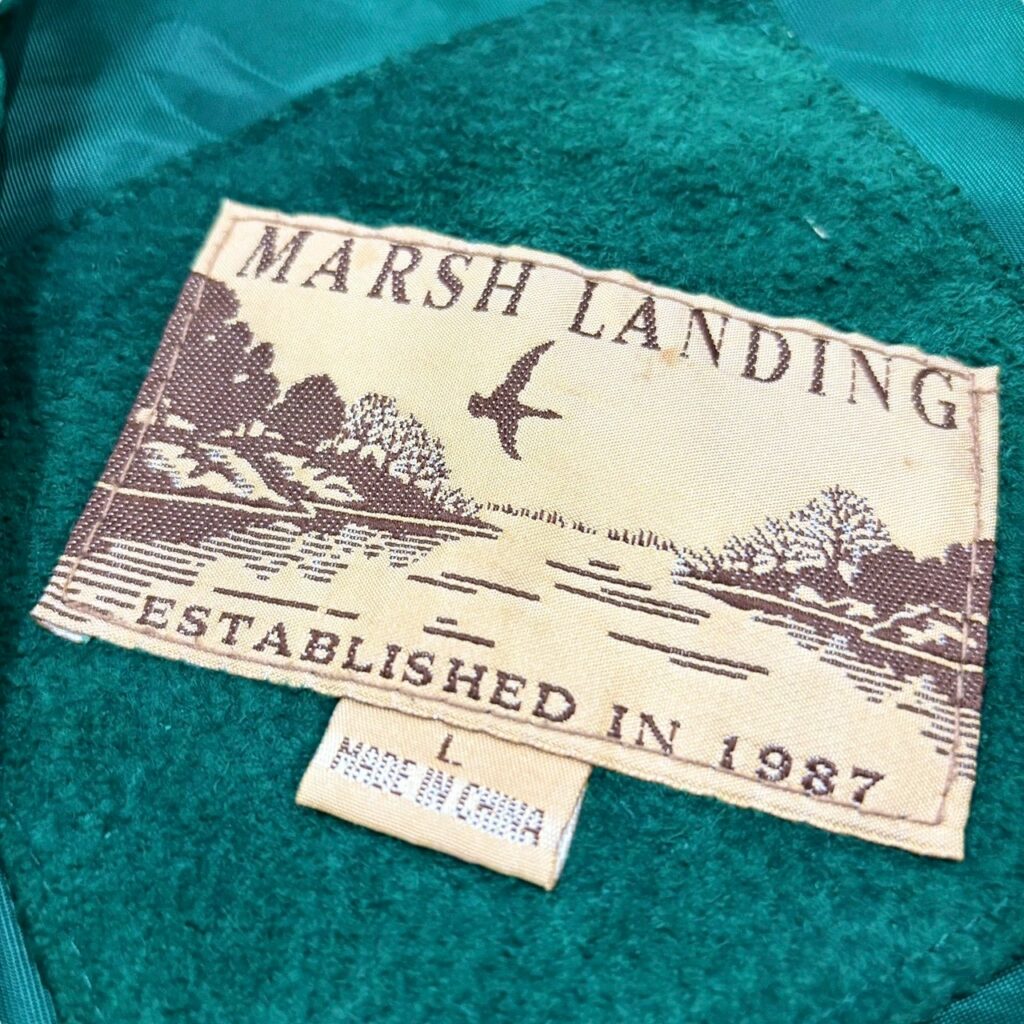 MARSH LANDING
ESTABLISHED IN 1987
L
MADE IN CHINA